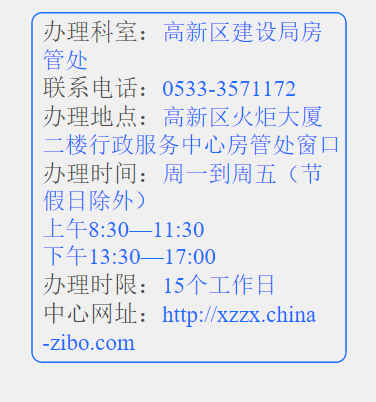 办理科室：高新区建设局房
管处
联系电话：0533-3571172
办理地点：高新区火炬大厦
二楼行政服务中心房管处窗口
办理时间：周一到周五（节
假日除外）
上午8:30—11:30
下午13:30—17:00
办理时限：15个工作日
中心网址：http://xzzx.china
-zibo.com